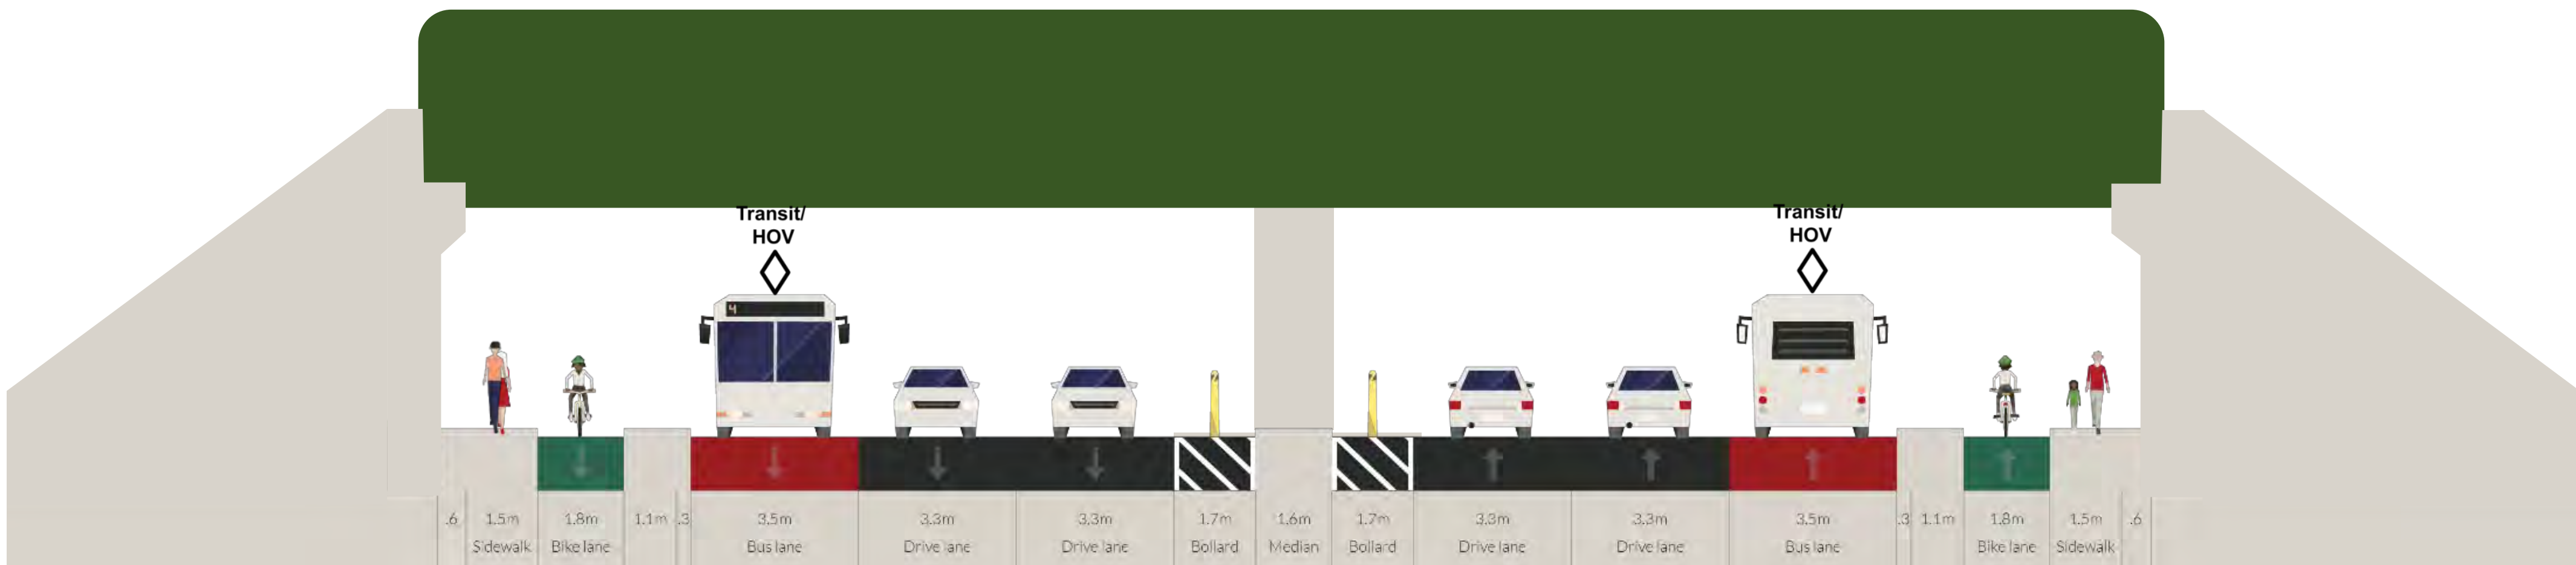 Transit/
HOV
Transit/
HOV
4
.6 1.5m 1.8m 1.1m .3 3.5m 3.3m 3.3m 1.7m 1.6m 1.7m 3.3m 3.3m 3.5m .3 1.1m 1.8m 1.5m .6
Sidewalk Bike lane Bus lane Drive lane Drive lane Bollard Median Bollard Drive lane Drive lane Bus lane Bike lane Sidewalk